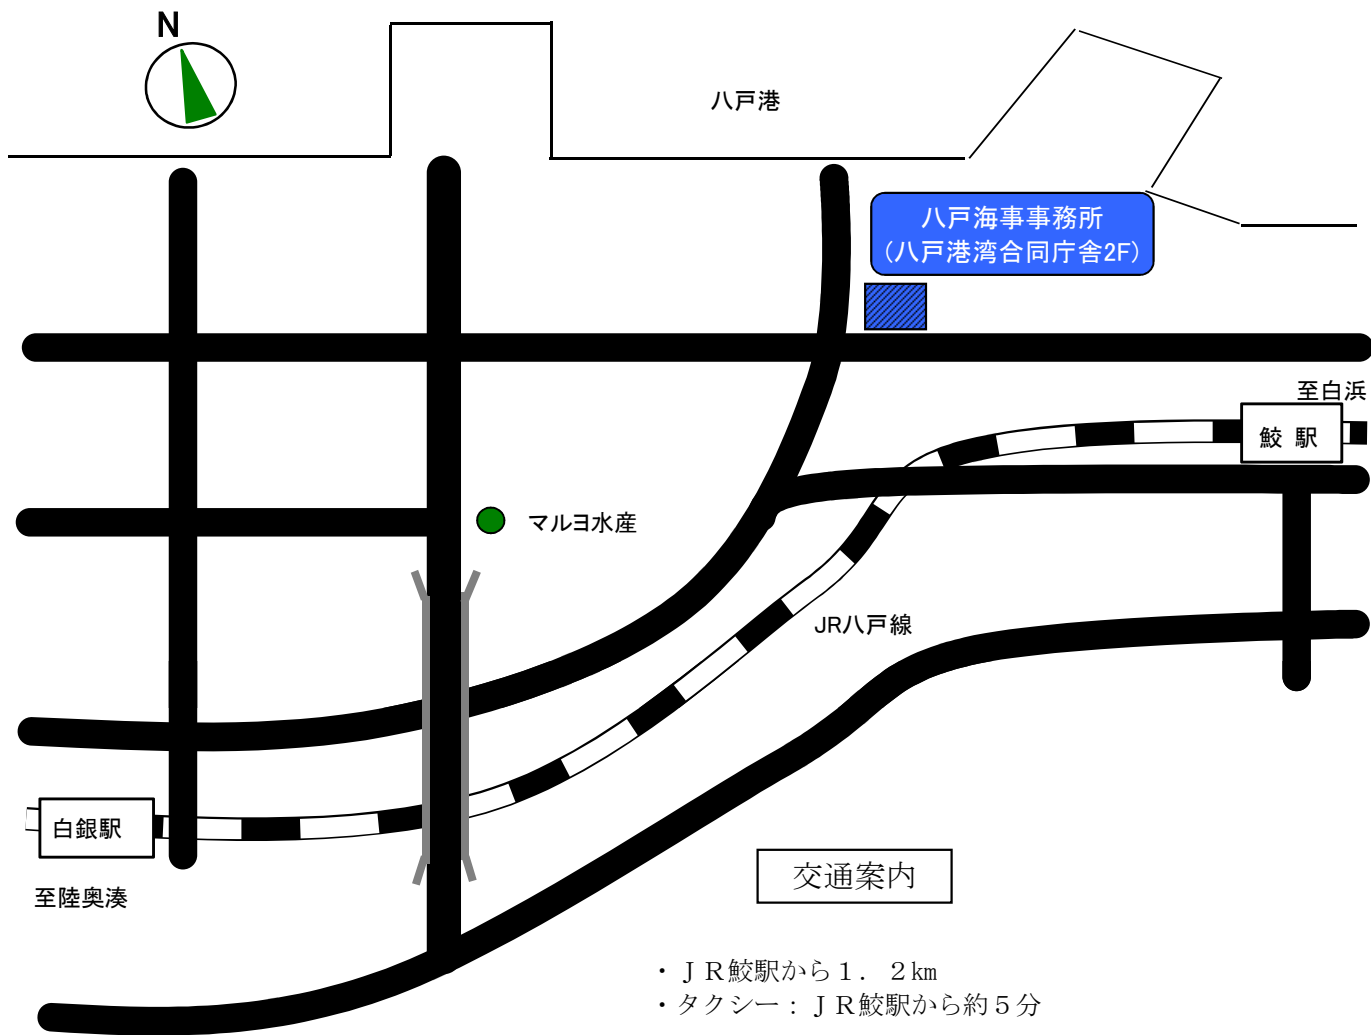 N
八戸港
八戸海事事務所
(八戸港湾合同庁舎2F)
至白浜
鮫 駅
マルヨ水産
JR八戸線
白銀駅
至陸奥湊
交通案内
・ＪＲ鮫駅から１．２㎞
・タクシー：ＪＲ鮫駅から約５分